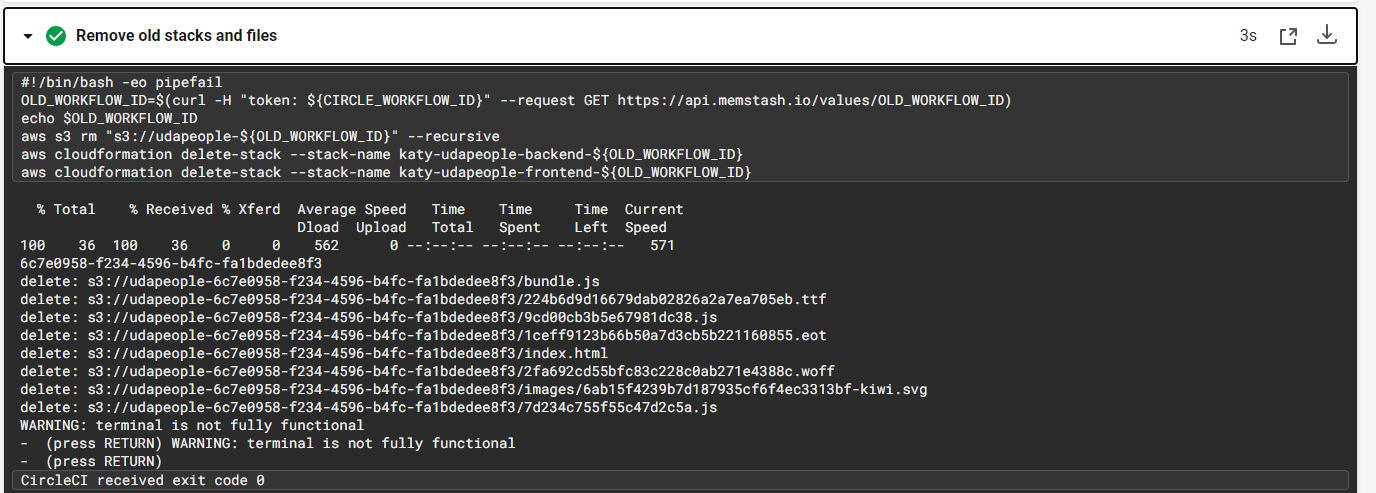 Remove old stacks and files 3s
#!/bin/bash -eo pipefail
OLD_WORKFLOW_ID=$(curl -H "token: ${CIRCLE_WORKFLOW_ID}" --request GET https://api.memstash.io/values/OLD_WORKFLOW_ID)
echo $OLD_WORKFLOW_ID
aws s3 rm "s3://udapeople-${OLD_WORKFLOW_ID}" --recursive
aws cloudformation delete-stack --stack-name katy-udapeople-backend-${OLD_WORKFLOW_ID}
aws cloudformation delete-stack --stack-name katy-udapeople-frontend-${OLD_WORKFLOW_ID}
% Total % Received % Xferd Average Speed Time Time Time Current
Dload Upload Total Spent Left Speed
100 36 100 36 0 0 562 0 --:--:-- --:--:-- --:--:-- 571
6c7e0958-f234-4596-b4fc-fa1bdedee8f3
delete: s3://udapeople-6c7e0958-f234-4596-b4fc-fa1bdedee8f3/bundle.js
delete: s3://udapeople-6c7e0958-f234-4596-b4fc-fa1bdedee8f3/224b6d9d16679dab02826a2a7ea705eb.ttf
delete: s3://udapeople-6c7e0958-f234-4596-b4fc-fa1bdedee8f3/9cd00cb3b5e67981dc38.js
delete: s3://udapeople-6c7e0958-f234-4596-b4fc-fa1bdedee8f3/1ceff9123b66b50a7d3cb5b221160855.eot
delete: s3://udapeople-6c7e0958-f234-4596-b4fc-fa1bdedee8f3/index.html
delete: s3://udapeople-6c7e0958-f234-4596-b4fc-fa1bdedee8f3/2fa692cd55bfc83c228c0ab271e4388c.woff
delete: s3://udapeople-6c7e0958-f234-4596-b4fc-fa1bdedee8f3/images/6ab15f4239b7d187935cf6f4ec3313bf-kiwi.svg
delete: s3://udapeople-6c7e0958-f234-4596-b4fc-fa1bdedee8f3/7d234c755f55c47d2c5a.js
WARNING: terminal is not fully functional
- (press RETURN) WARNING: terminal is not fully functional
- (press RETURN)
CircleCI received exit code 0